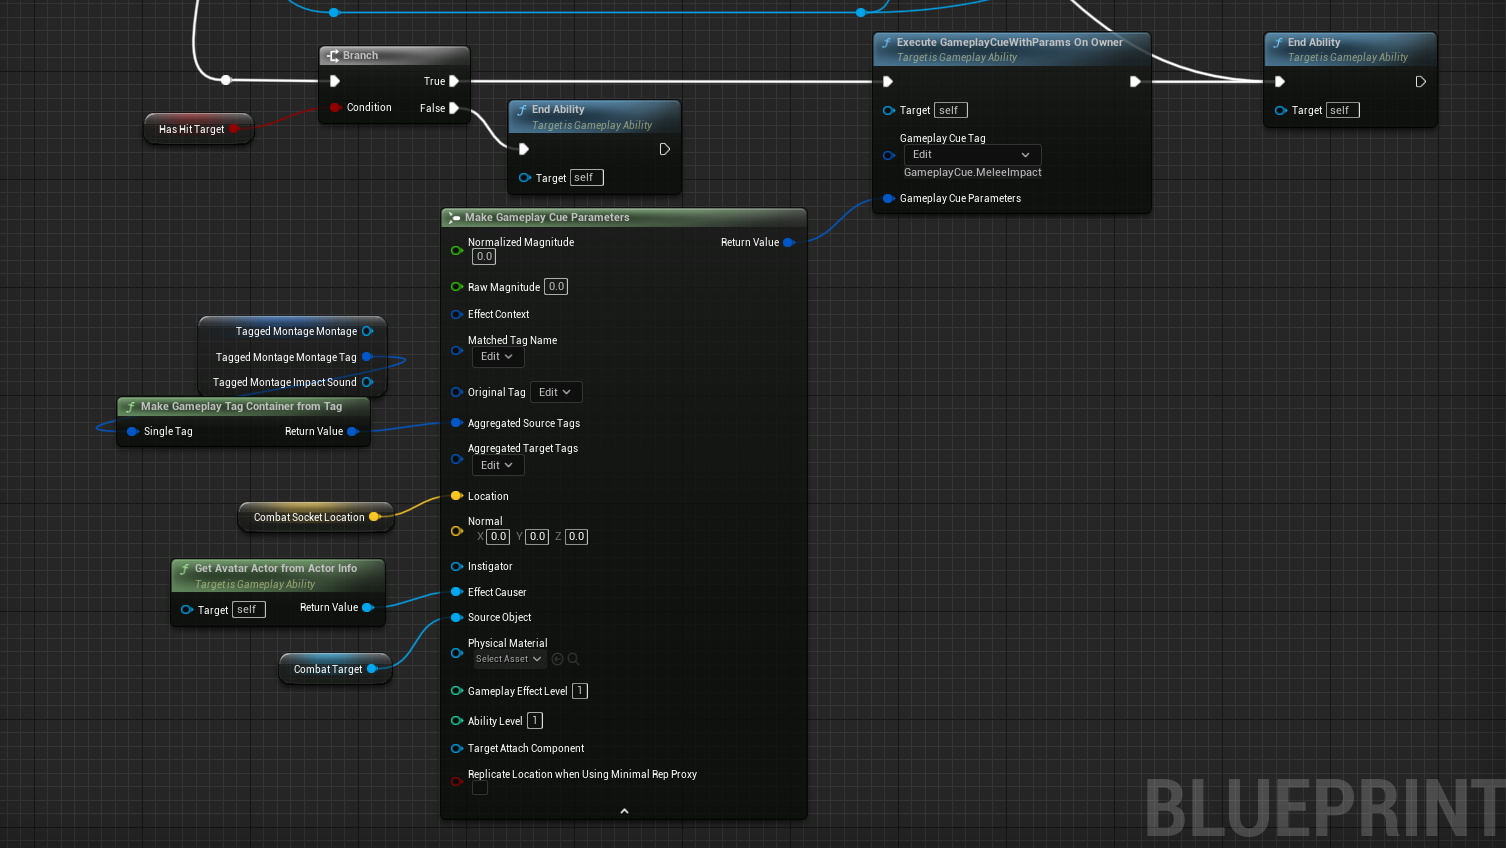 Branch
True
Condition
False
Has Hit Target
End Ability
Target is Gameplay Ability
Target self
Execute GameplayCueWithParams On Owner
Target is Gameplay Ability
Target self
Gameplay Cue Tag
Edit
GameplayCue.MeleeImpact
Gameplay Cue Parameters
End Ability
Target is Gameplay Ability
Target self
Make Gameplay Cue Parameters
Normalized Magnitude
0.0
Return Value
Raw Magnitude 0.0
Effect Context
Matched Tag Name
Edit
Original Tag Edit
Aggregated Source Tags
Aggregated Target Tags
Edit
Location
Normal
X 0.0 Y 0.0 Z 0.0
Instigator
Effect Causer
Source Object
Physical Material
Select Asset
Gameplay Effect Level 1
Ability Level 1
Target Attach Component
Replicate Location when Using Minimal Rep Proxy
Tagged Montage Montage
Tagged Montage Montage Tag
Tagged Montage Impact Sound
Make Gameplay Tag Container from Tag
Single Tag
Return Value
Combat Socket Location
Get Avatar Actor from Actor Info
Target is Gameplay Ability
Target self
Return Value
Combat Target
BLUEPRINT